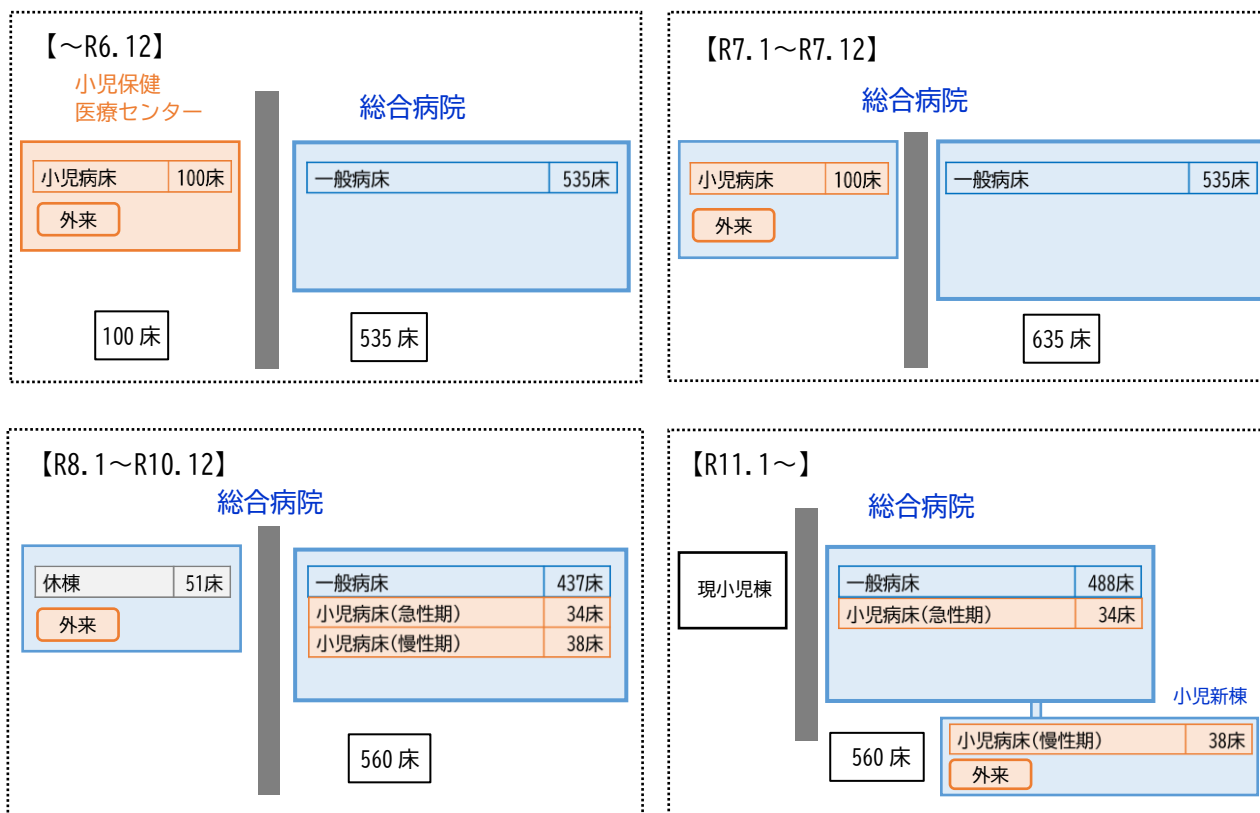 【～R6.12】
小児保健
医療センター
総合病院
小児病床 100床
外来
一般病床 535床
100 床
535 床
【R7.1～R7.12】
総合病院
小児病床 100床
外来
一般病床 535床
635 床
【R8.1～R10.12】
総合病院
休棟 51床
外来
一般病床 437床
小児病床(急性期) 34床
小児病床(慢性期) 38床
560 床
【R11.1～】
総合病院
現小児棟
一般病床 488床
小児病床(急性期) 34床
小児新棟
小児病床(慢性期) 38床
外来
560 床